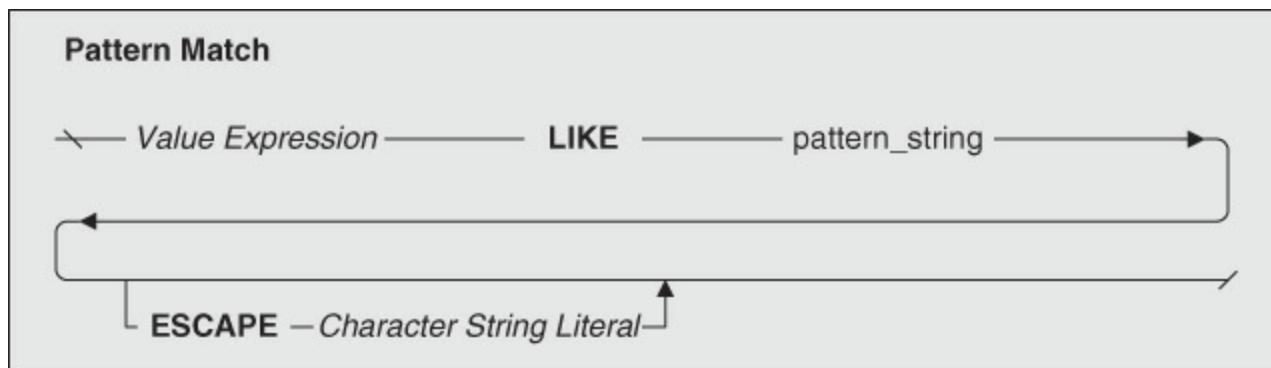 Pattern Match
Value Expression LIKE pattern_string
ESCAPE Character String Literal